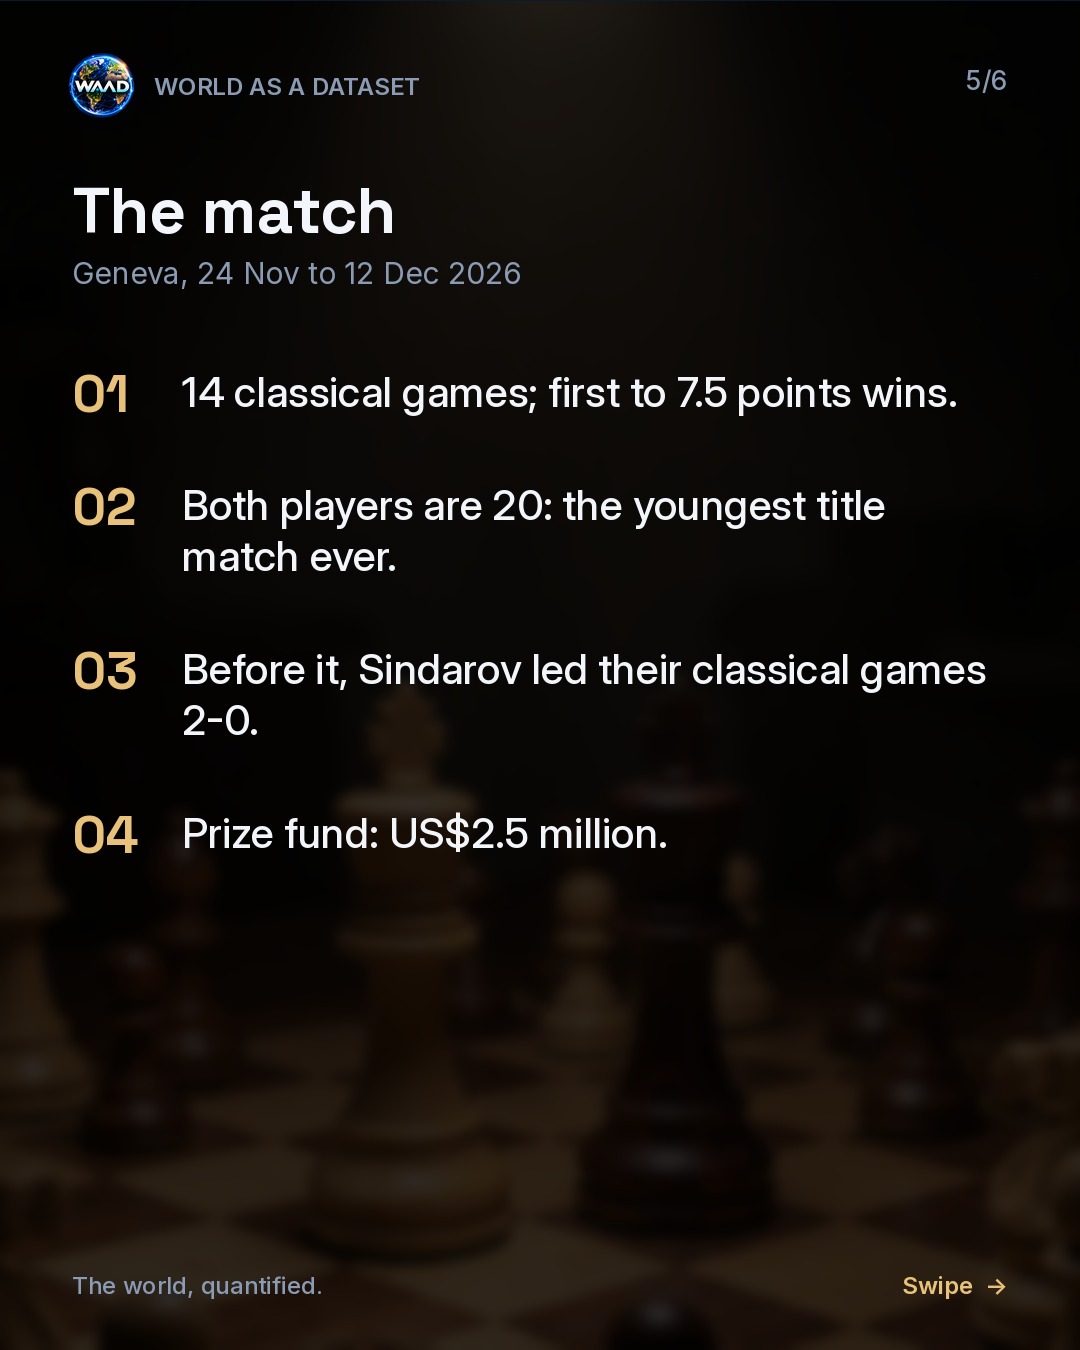 WAAD
WORLD AS A DATASET
5/6
The match
Geneva, 24 Nov to 12 Dec 2026
01 14 classical games; first to 7.5 points wins.
02 Both players are 20: the youngest title
match ever.
03 Before it, Sindarov led their classical games
2-0.
04 Prize fund: US$2.5 million.
The world, quantified.
Swipe →